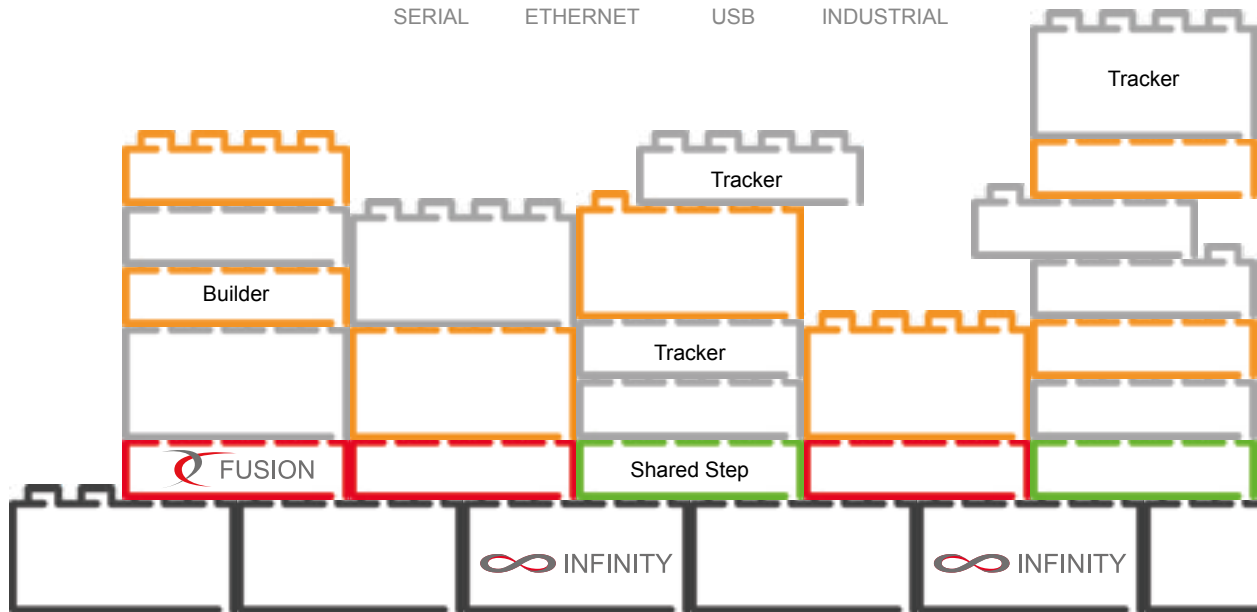 SERIAL ETHERNET USB INDUSTRIAL
Tracker
Tracker
Builder
Tracker
FUSION
Shared Step
INFINITY INFINITY